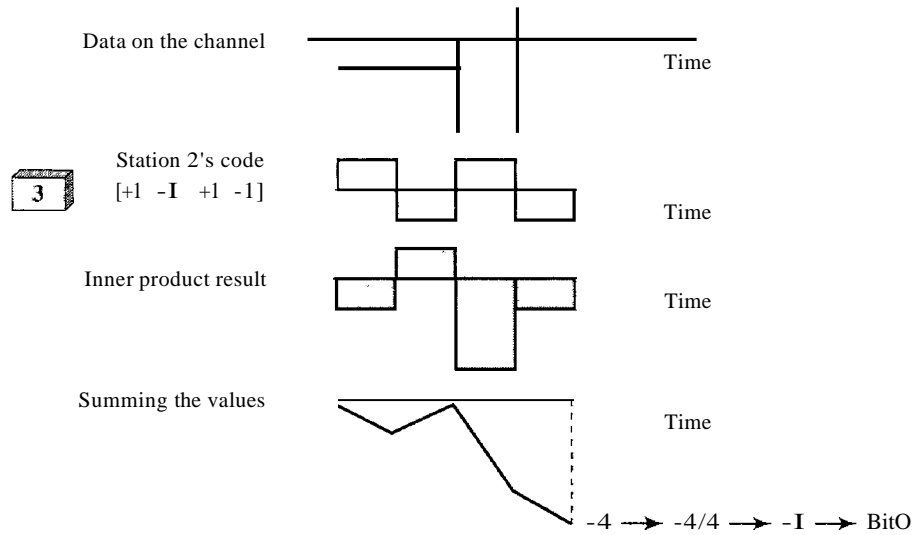 Data on the channel
Time
Station 2's code
3
[+1 -I +1 -1]
Time
Inner product result
Time
Summing the values
Time
-4 → -4/4 → -I → BitO